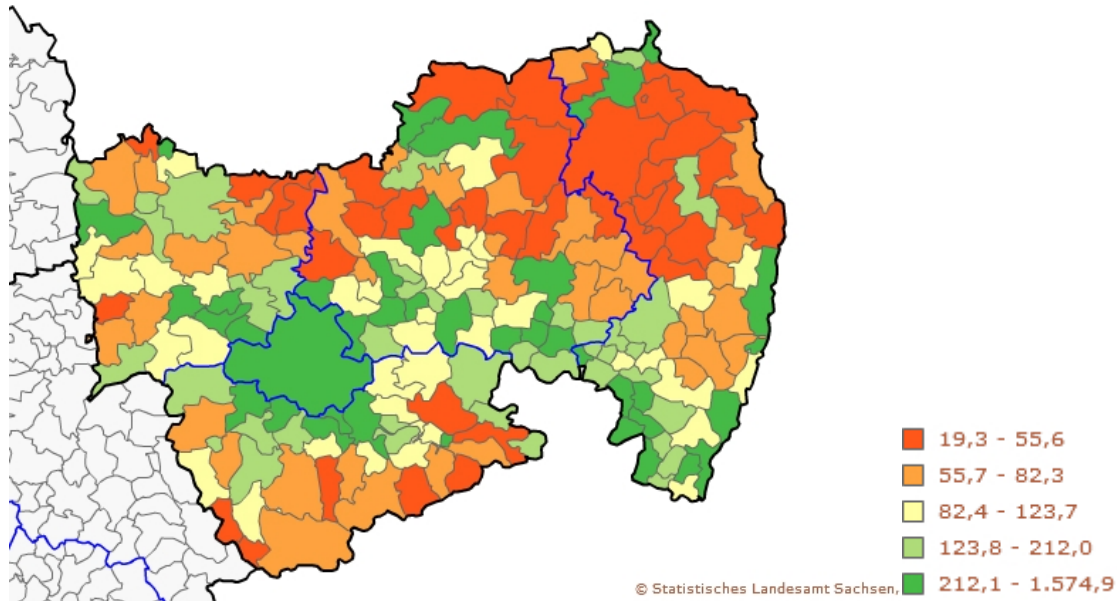 19,3 - 55,6
55,7 - 82,3
82,4 - 123,7
123,8 - 212,0
© Statistisches Landesamt Sachsen,
212,1 - 1.574,9